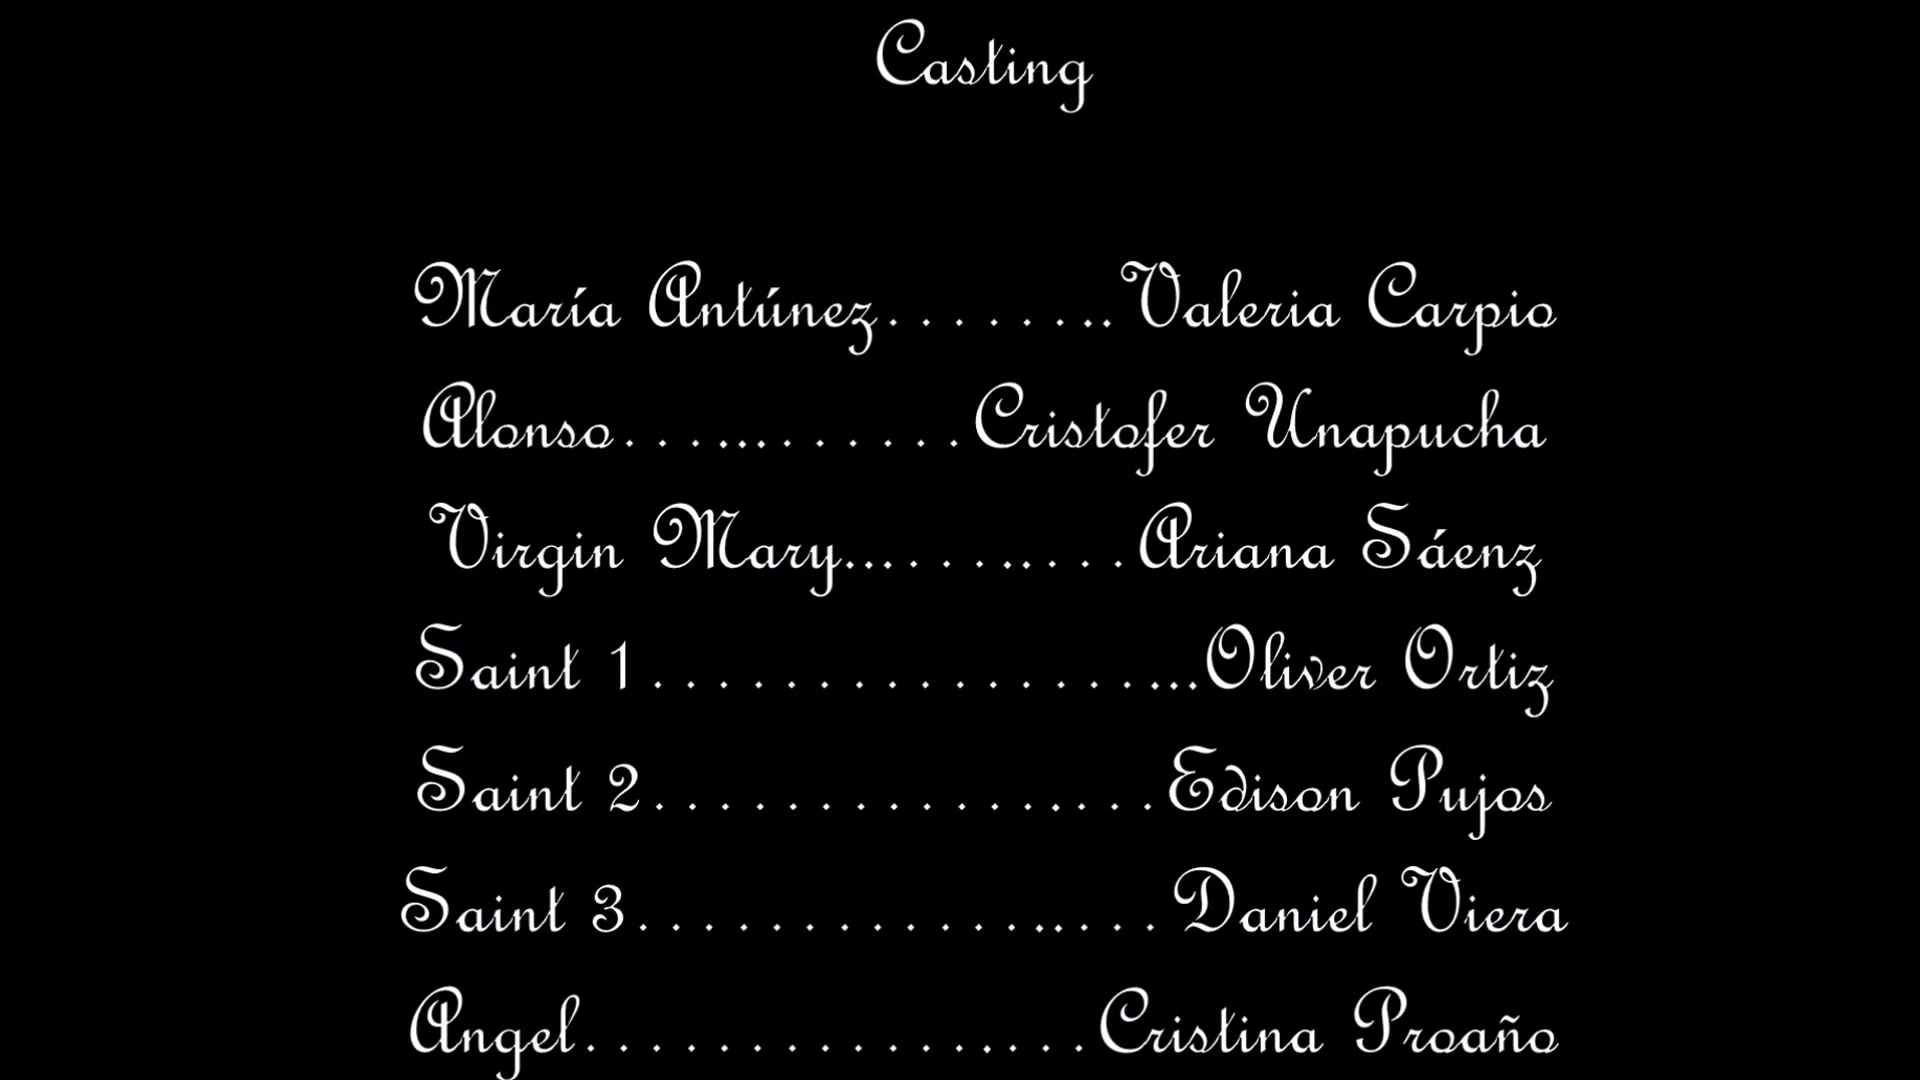 Casting
María Antúnez..........Valeria Carpio
Alonso............Cristofer Unapucha
Virgin Mary...........Ariana Sáenz
Saint 1..................Oliver Ortiz
Saint 2................Edison Pujos
Saint 3.................Daniel Viera
Angel................Cristina Proaño